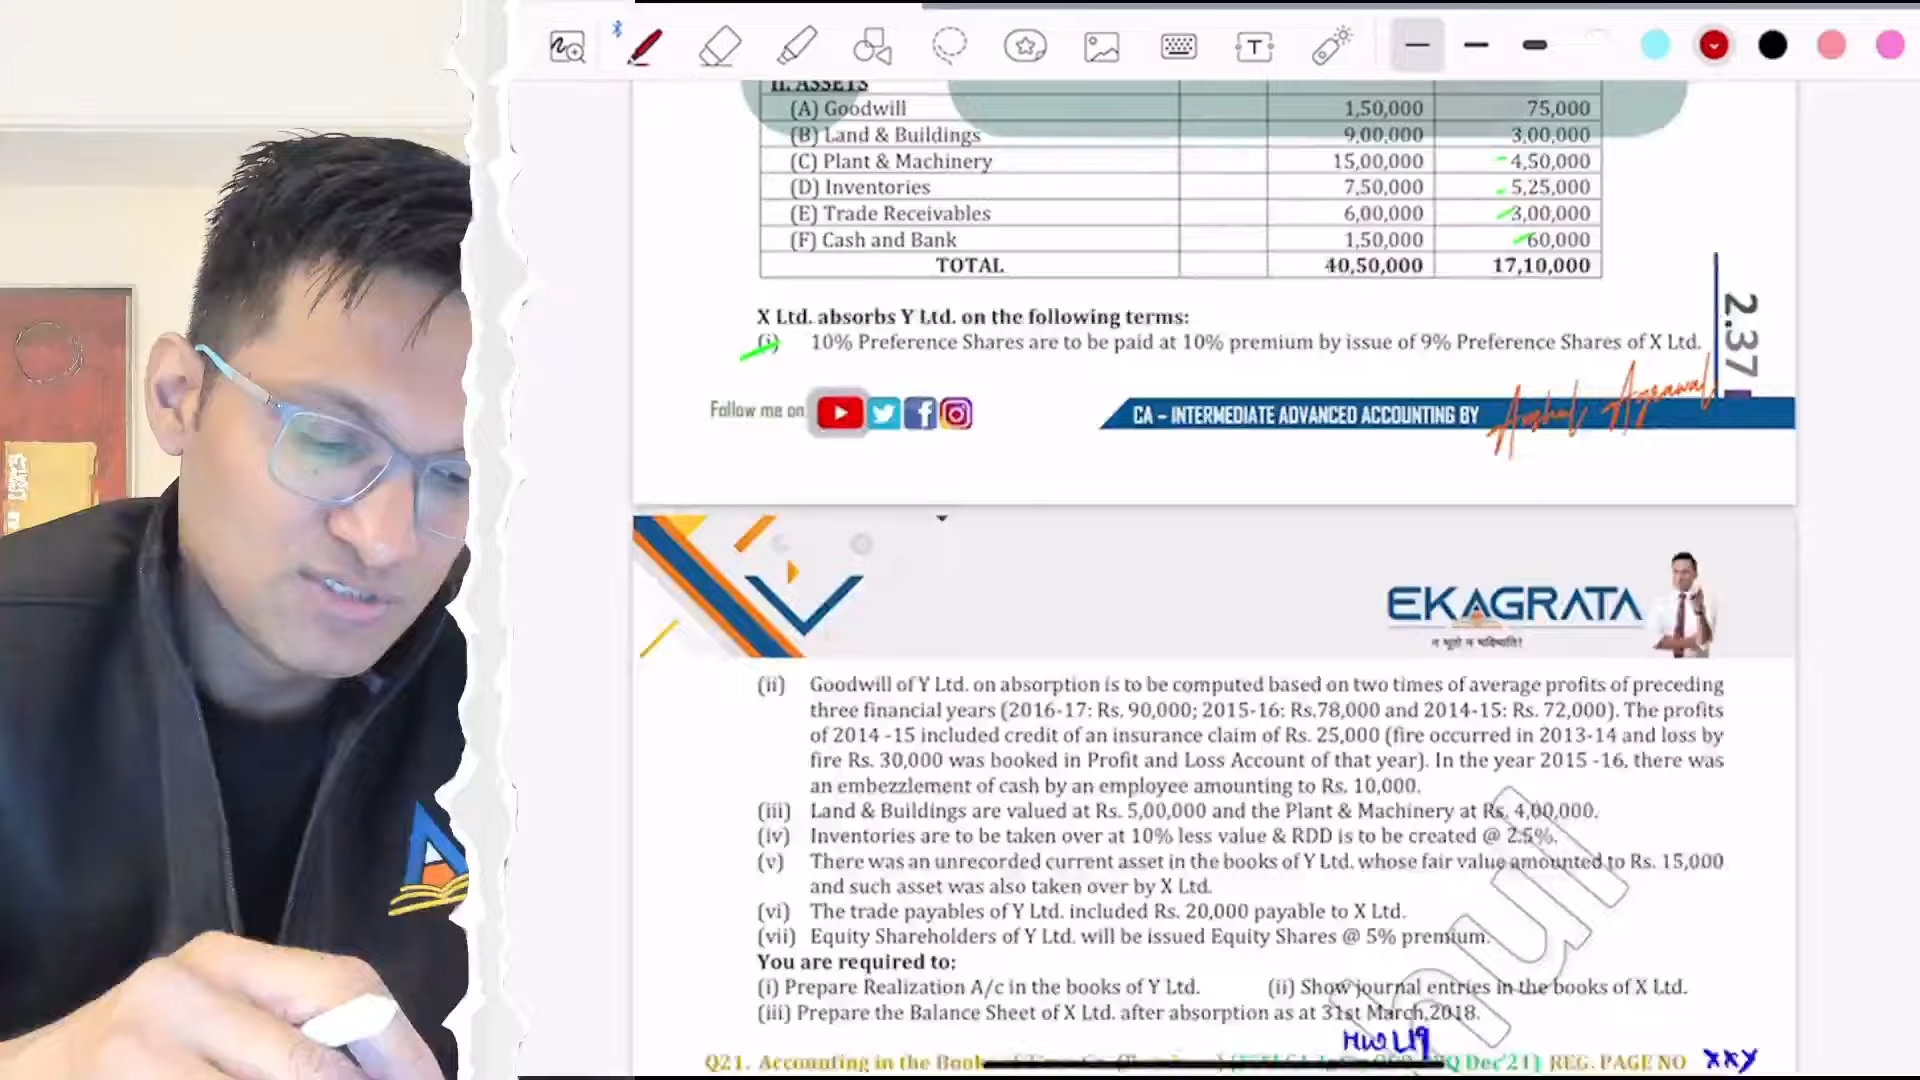 II. ASSETS
(A) Goodwill 1,50,000 75,000
(B) Land & Buildings 9,00,000 3,00,000
(C) Plant & Machinery 15,00,000 4,50,000
(D) Inventories 7,50,000 5,25,000
(E) Trade Receivables 6,00,000 3,00,000
(F) Cash and Bank 1,50,000 60,000
TOTAL 40,50,000 17,10,000
X Ltd. absorbs Y Ltd. on the following terms:
(i) 10% Preference Shares are to be paid at 10% premium by issue of 9% Preference Shares of X Ltd.
2.37
Follow me on
CA – INTERMEDIATE ADVANCED ACCOUNTING BY Arshul Agrawal
EKAGRATA
न भूतो न भविष्यति?
(ii) Goodwill of Y Ltd. on absorption is to be computed based on two times of average profits of preceding
three financial years (2016-17: Rs. 90,000; 2015-16: Rs.78,000 and 2014-15: Rs. 72,000). The profits
of 2014 -15 included credit of an insurance claim of Rs. 25,000 (fire occurred in 2013-14 and loss by
fire Rs. 30,000 was booked in Profit and Loss Account of that year). In the year 2015 -16, there was
an embezzlement of cash by an employee amounting to Rs. 10,000.
(iii) Land & Buildings are valued at Rs. 5,00,000 and the Plant & Machinery at Rs. 4,00,000.
(iv) Inventories are to be taken over at 10% less value & RDD is to be created @ 2.5%.
(v) There was an unrecorded current asset in the books of Y Ltd. whose fair value amounted to Rs. 15,000
and such asset was also taken over by X Ltd.
(vi) The trade payables of Y Ltd. included Rs. 20,000 payable to X Ltd.
(vii) Equity Shareholders of Y Ltd. will be issued Equity Shares @ 5% premium.
You are required to:
(i) Prepare Realization A/c in the books of Y Ltd. (ii) Show journal entries in the books of X Ltd.
(iii) Prepare the Balance Sheet of X Ltd. after absorption as at 31st March,2018.
HW L19
Q21. Accounting in the Book Q Dec'21) REG. PAGE NO XXY